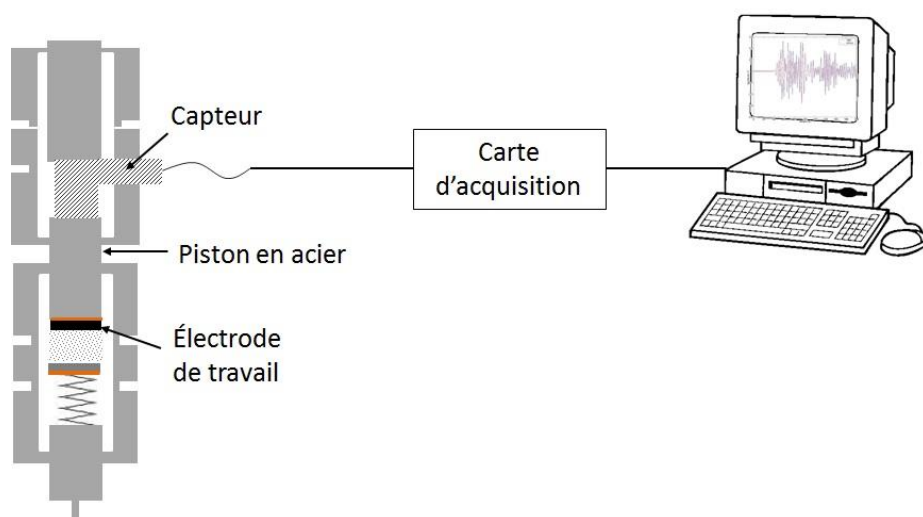 Capteur
Carte
d'acquisition
Piston en acier
Électrode
de travail